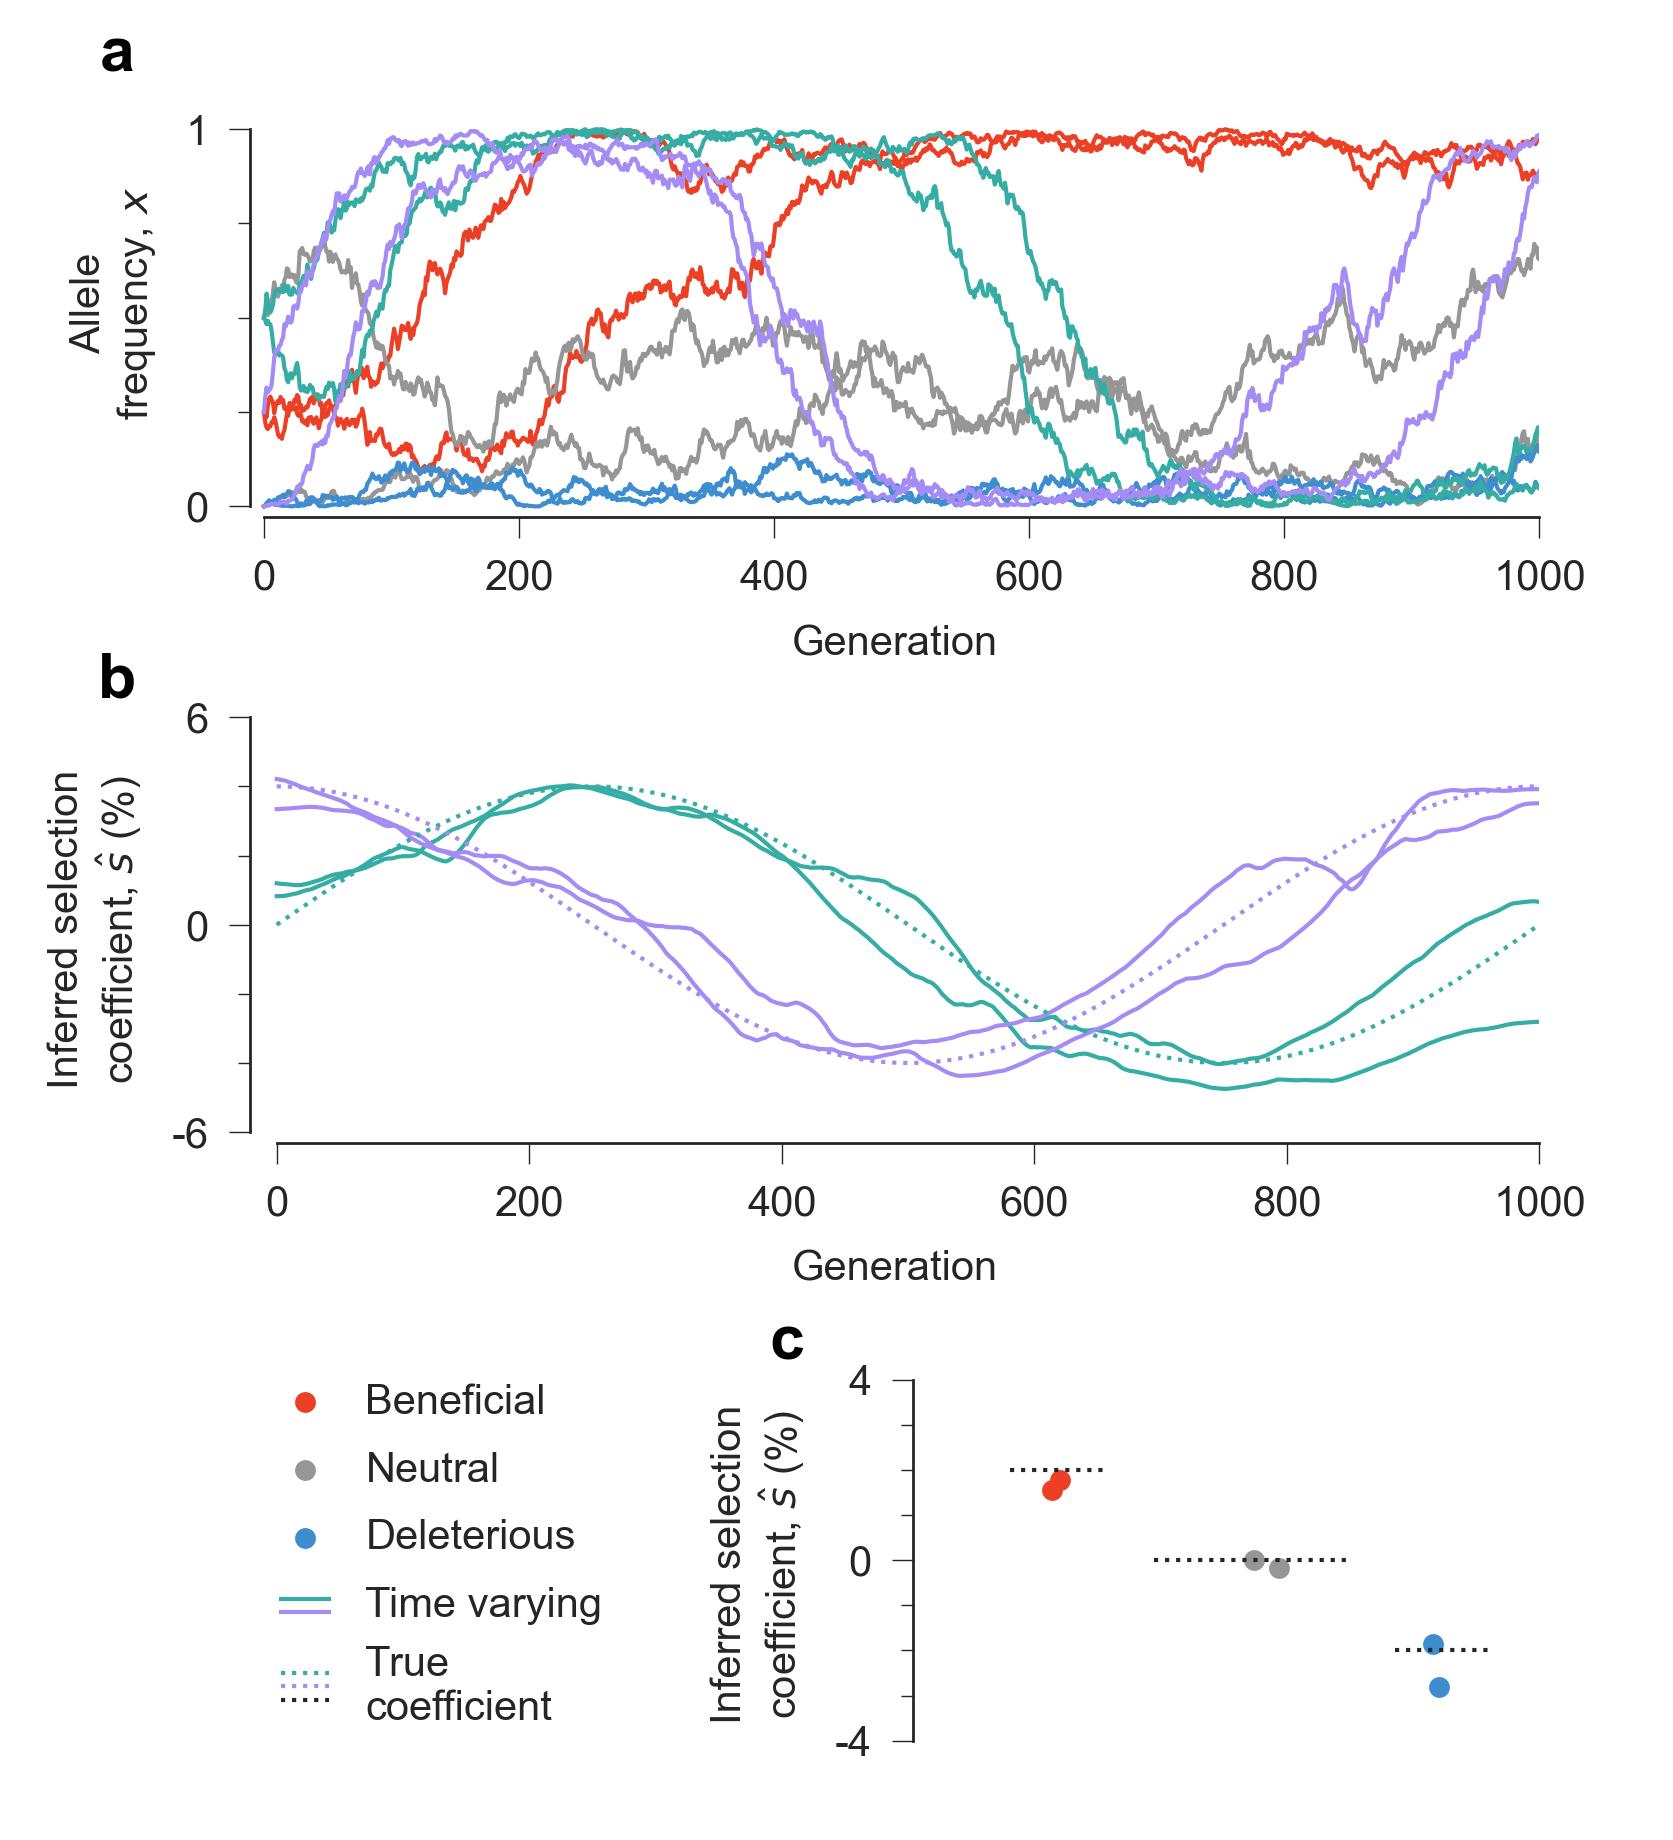 a
1
0
Allele
frequency, x
0 200 400 600 800 1000
Generation
b
6
0
-6
Inferred selection
coefficient, ŝ (%)
0 200 400 600 800 1000
Generation
c
4
0
-4
Inferred selection
coefficient, ŝ (%)
Beneficial
Neutral
Deleterious
Time varying
True
coefficient